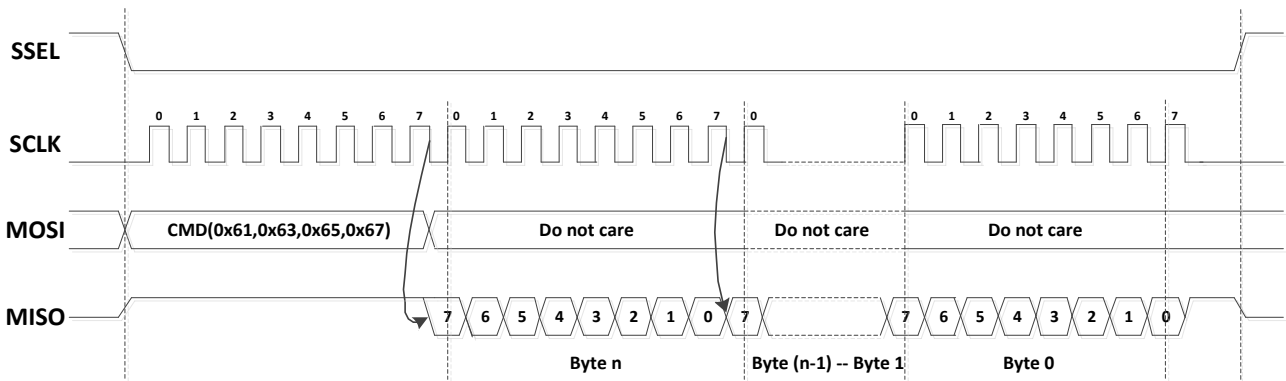 SSEL
0 1 2 3 4 5 6 7 0 1 2 3 4 5 6 7 0 0 1 2 3 4 5 6 7
SCLK
MOSI CMD(0x61,0x63,0x65,0x67) Do not care Do not care Do not care
MISO 7 6 5 4 3 2 1 0 7 7 6 5 4 3 2 1 0
Byte n Byte (n-1) -- Byte 1 Byte 0